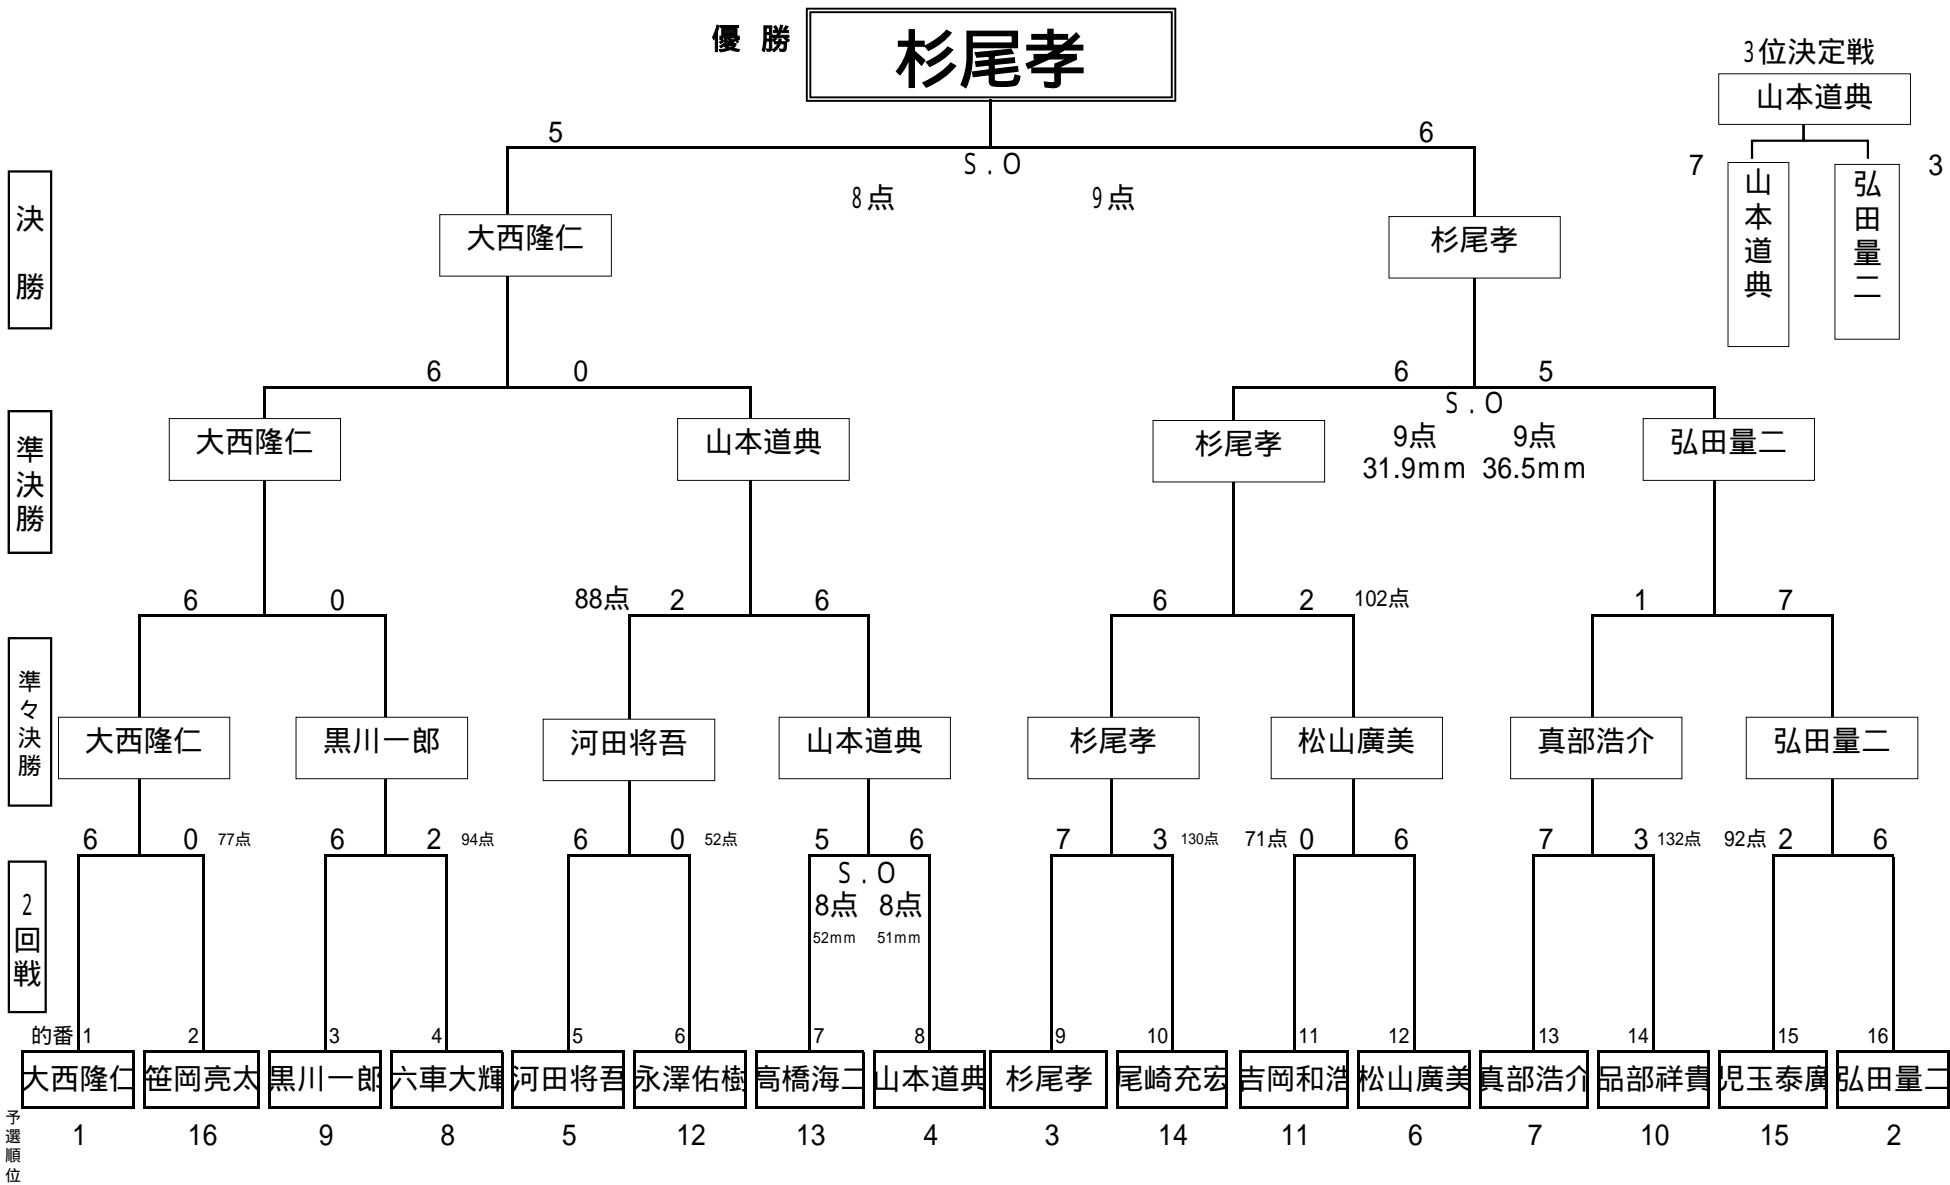 優 勝
杉尾孝
3位決定戦
山本道典
7
山本道典
弘田量二
3
5
6
S.O
8点 9点
決勝
大西隆仁
杉尾孝
6 0
6 5
S.O
準決勝
大西隆仁
山本道典
杉尾孝
9点 9点
31.9mm 36.5mm
弘田量二
6 0
88点 2 6
6 2 102点
1 7
準々決勝
大西隆仁
黒川一郎
河田将吾
山本道典
杉尾孝
松山廣美
真部浩介
弘田量二
6 0 77点
6 2 94点
6 0 52点
5 6
7 3 130点
71点 0 6
7 3 132点
92点 2 6
2回戦
S.O
8点 8点
52mm 51mm
的番 1 2 3 4 5 6 7 8 9 10 11 12 13 14 15 16
大西隆仁 笹岡亮太 黒川一郎 六車大輝 河田将吾 永澤佑樹 高橋海二 山本道典 杉尾孝 尾崎充宏 吉岡和浩 松山廣美 真部浩介 品部祥貴 児玉泰廣 弘田量二
予選順位
1 16 9 8 5 12 13 4 3 14 11 6 7 10 15 2